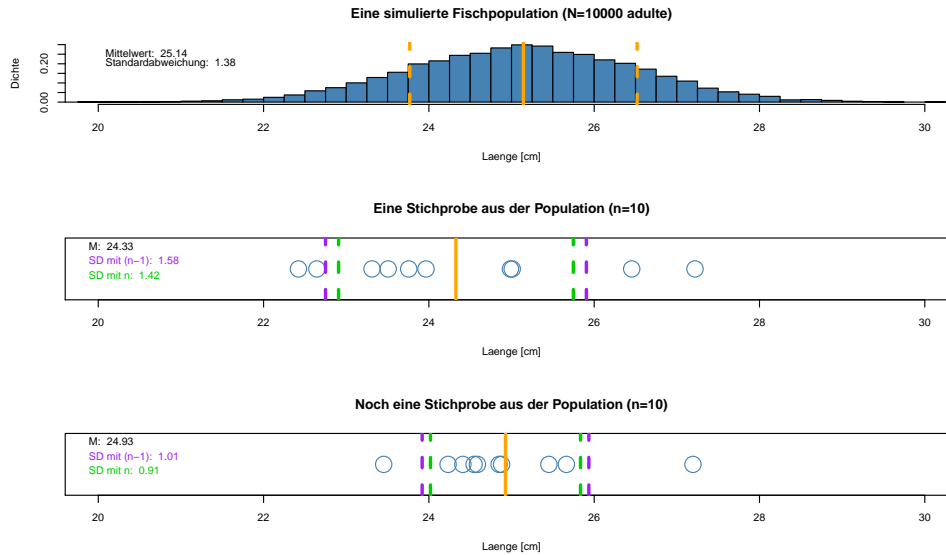 Eine simulierte Fischpopulation (N=10000 adulte)
Mittelwert: 25.14
Standardabweichung: 1.38
Dichte
0.00 0.20
20 22 24 26 28 30
Laenge [cm]
Eine Stichprobe aus der Population (n=10)
M: 24.33
SD mit (n−1): 1.58
SD mit n: 1.42
20 22 24 26 28 30
Laenge [cm]
Noch eine Stichprobe aus der Population (n=10)
M: 24.93
SD mit (n−1): 1.01
SD mit n: 0.91
20 22 24 26 28 30
Laenge [cm]